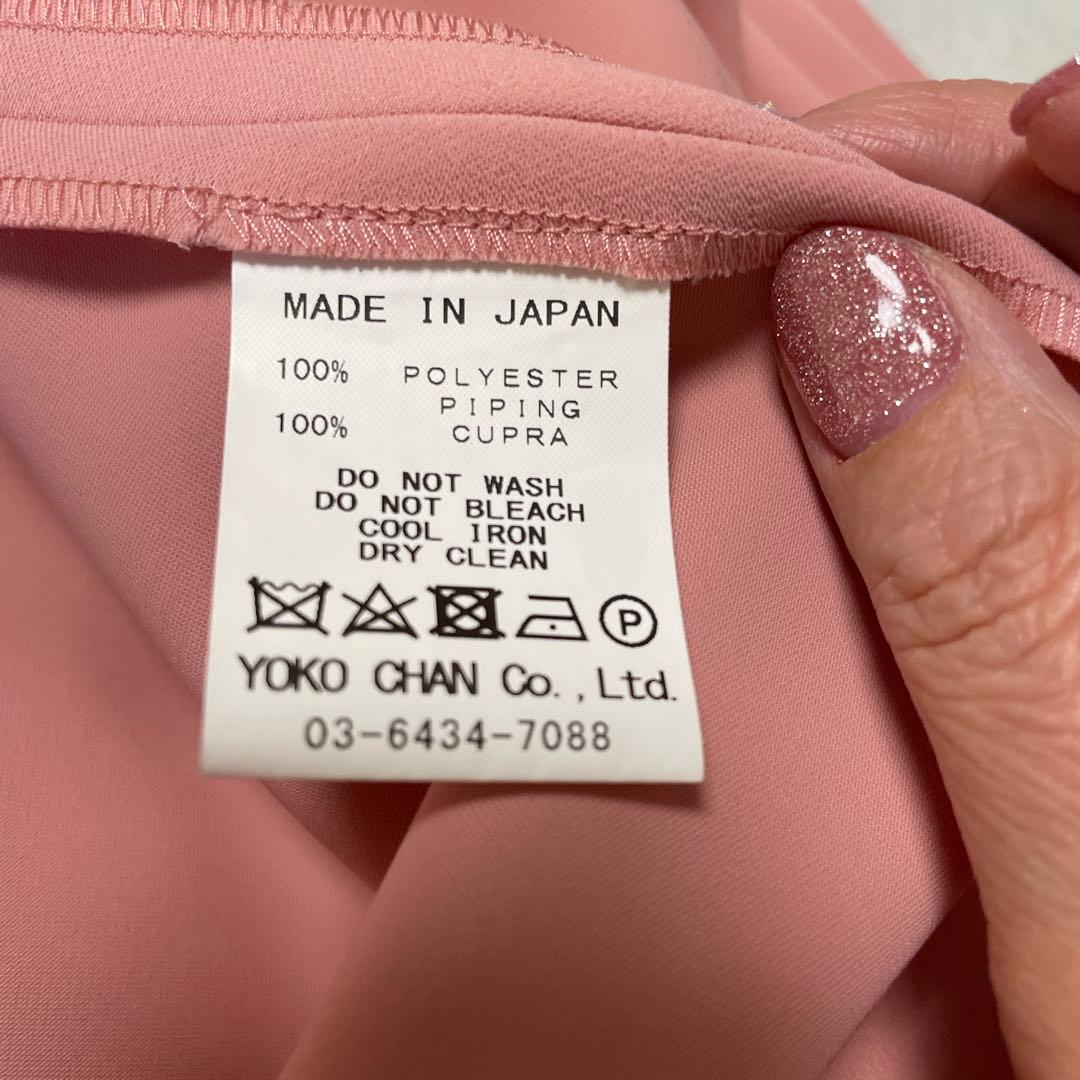 MADE IN JAPAN
100% POLYESTER
PIPING
100% CUPRA
DO NOT WASH
DO NOT BLEACH
COOL IRON
DRY CLEAN
P
YOKO CHAN Co.,Ltd.
03-6434-7088